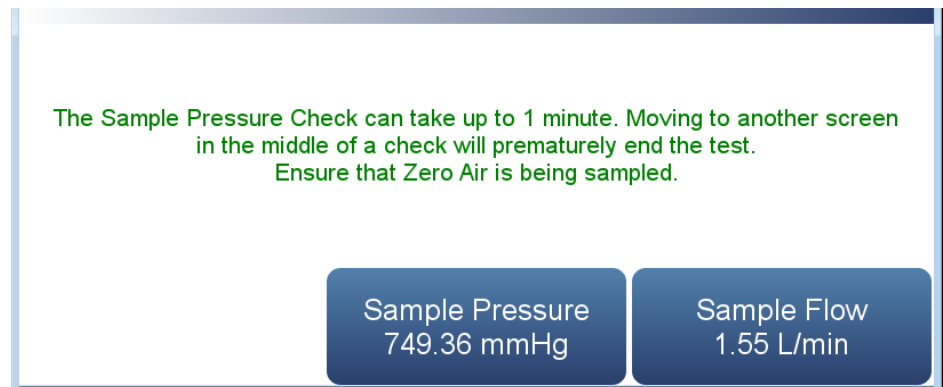 The Sample Pressure Check can take up to 1 minute. Moving to another screen
in the middle of a check will prematurely end the test.
Ensure that Zero Air is being sampled.
Sample Pressure
749.36 mmHg
Sample Flow
1.55 L/min